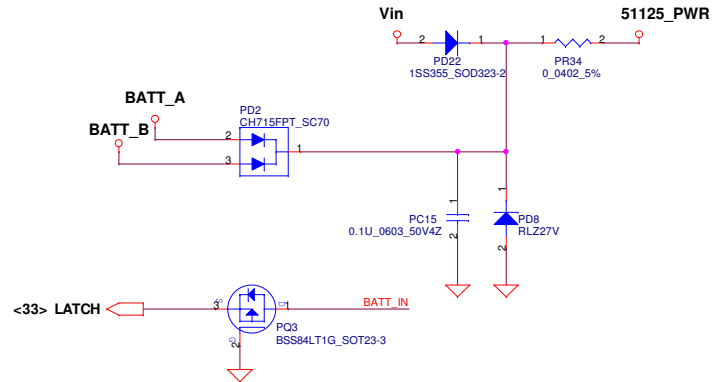 Vin
51125_PWR
2
1
1
2
PD22
1SS355_SOD323-2
PR34
0_0402_5%
BATT_A
BATT_B
PD2
CH715FPT_SC70
2
3
1
1
2
PC15
0.1U_0603_50V4Z
1
2
PD8
RLZ27V
<33> LATCH
3
S
D
1
BATT_IN
G
2
PQ3
BSS84LT1G_SOT23-3